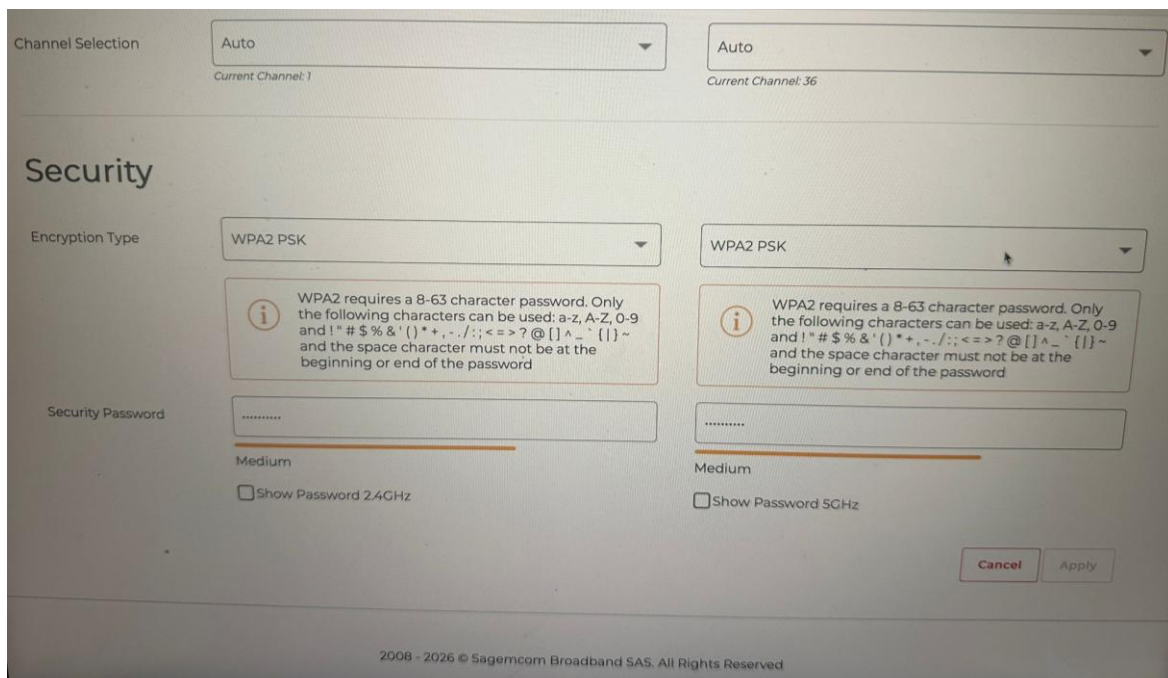 Channel Selection
Auto
Auto
Current Channel: 1
Current Channel: 36
Security
Encryption Type
WPA2 PSK
WPA2 PSK
WPA2 requires a 8-63 character password. Only
the following characters can be used: a-z, A-Z, 0-9
and ! " # $ % & ' ( ) * + , - . / : ; < = > ? @ [ ] ^ _ ` { | } ~
and the space character must not be at the
beginning or end of the password
WPA2 requires a 8-63 character password. Only
the following characters can be used: a-z, A-Z, 0-9
and ! " # $ % & ' ( ) * + , - . / : ; < = > ? @ [ ] ^ _ ` { | } ~
and the space character must not be at the
beginning or end of the password
Security Password
..........
..........
Medium
Medium
Show Password 2.4GHz
Show Password 5GHz
Cancel
Apply
2008 - 2026 © Sagemcom Broadband SAS. All Rights Reserved